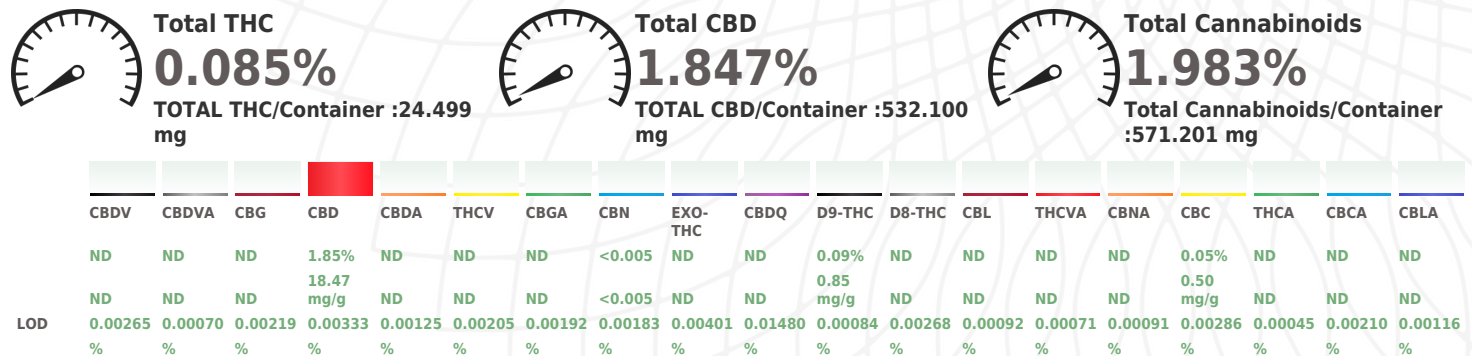 Total THC
0.085%
TOTAL THC/Container :24.499
mg
Total CBD
1.847%
TOTAL CBD/Container :532.100
mg
Total Cannabinoids
1.983%
Total Cannabinoids/Container
:571.201 mg
CBDV CBDVA CBG CBD CBDA THCV CBGA CBN EXO- CBDQ D9-THC D8-THC CBL THCVA CBNA CBC THCA CBCA CBLA
THC
ND ND ND 1.85% ND ND ND <0.005 ND ND 0.09% ND ND ND ND 0.05% ND ND ND
18.47 0.85 0.50
ND ND ND mg/g ND ND ND <0.005 ND ND mg/g ND ND ND ND mg/g ND ND ND
LOD 0.00265 0.00070 0.00219 0.00333 0.00125 0.00205 0.00192 0.00183 0.00401 0.01480 0.00084 0.00268 0.00092 0.00071 0.00091 0.00286 0.00045 0.00210 0.00116
% % % % % % % % % % % % % % % % % % %